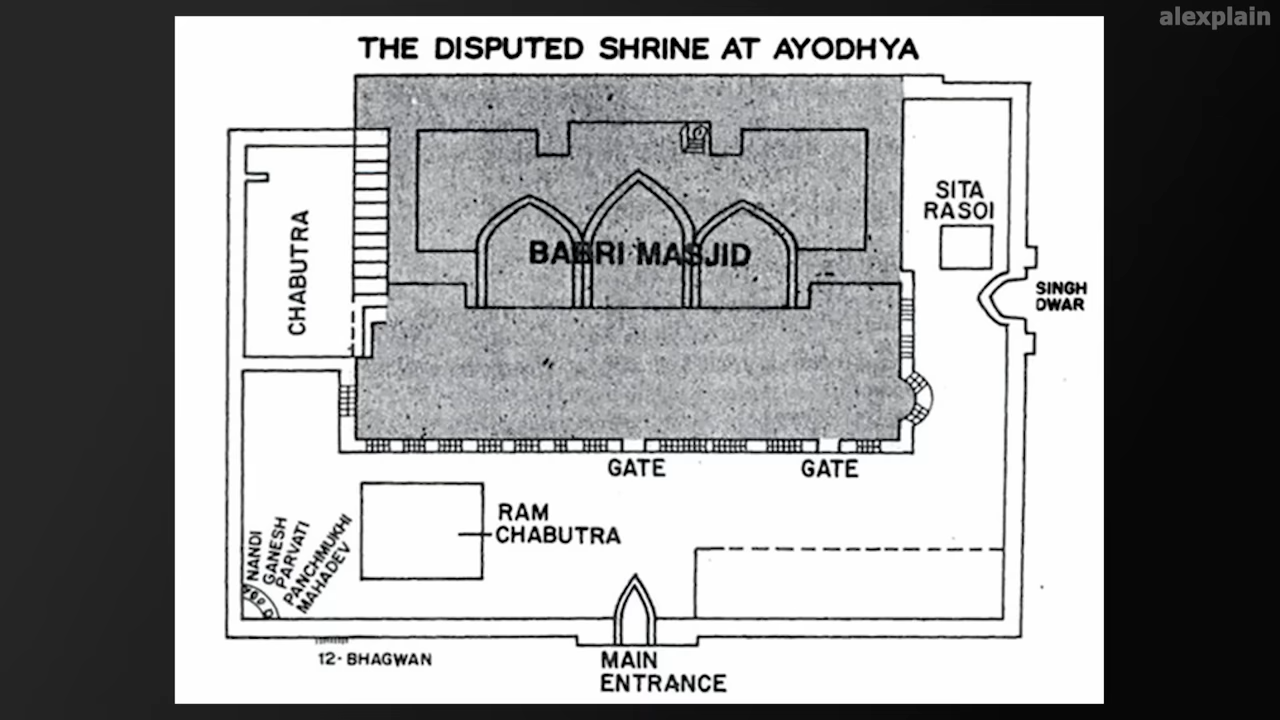 alexplain
THE DISPUTED SHRINE AT AYODHYA
SITA
RASOI
CHABUTRA
BABRI MASJID
SINGH
DWAR
GATE
GATE
RAM
CHABUTRA
NANDI
GANESH
PARVATI
PANCHMUKHI
MAHADEV
12- BHAGWAN
MAIN
ENTRANCE